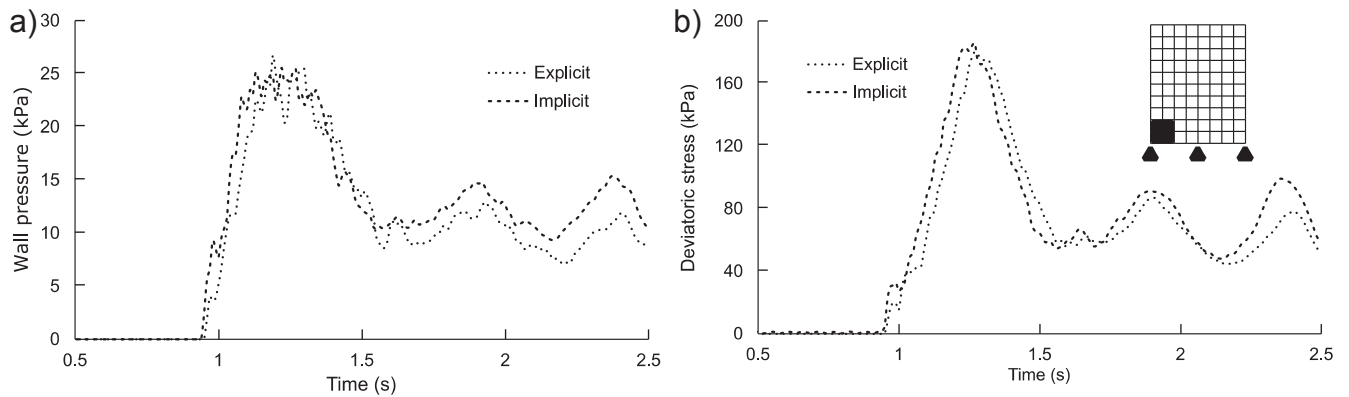 a)
Wall pressure (kPa)
30
25
20
15
10
5
0
Explicit
Implicit
0.5
1
1.5
2
2.5
Time (s)
b)
Deviatoric stress (kPa)
200
160
120
80
40
0
Explicit
Implicit
0.5
1
1.5
2
2.5
Time (s)